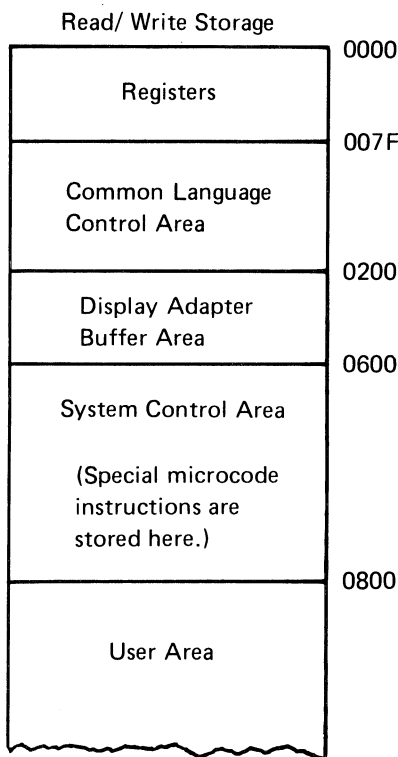 Read/Write Storage
0000
Registers
007F
Common Language
Control Area
0200
Display Adapter
Buffer Area
0600
System Control Area
(Special microcode
instructions are
stored here.)
0800
User Area